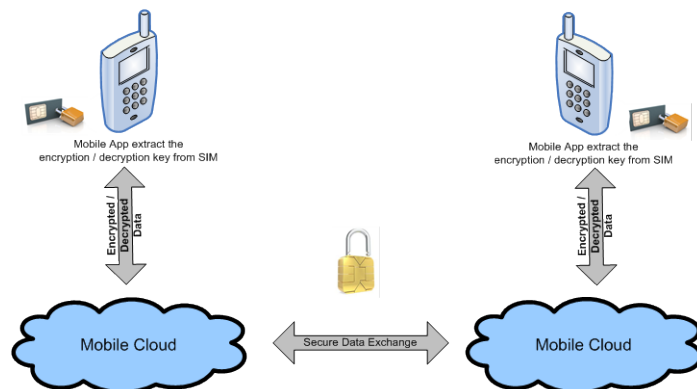 Mobile App extract the
encryption / decryption key from SIM
Mobile App extract the
encryption / decryption key from SIM
Encrypted /
Decrypted
Data
Encrypted /
Decrypted
Data
Mobile Cloud
Secure Data Exchange
Mobile Cloud